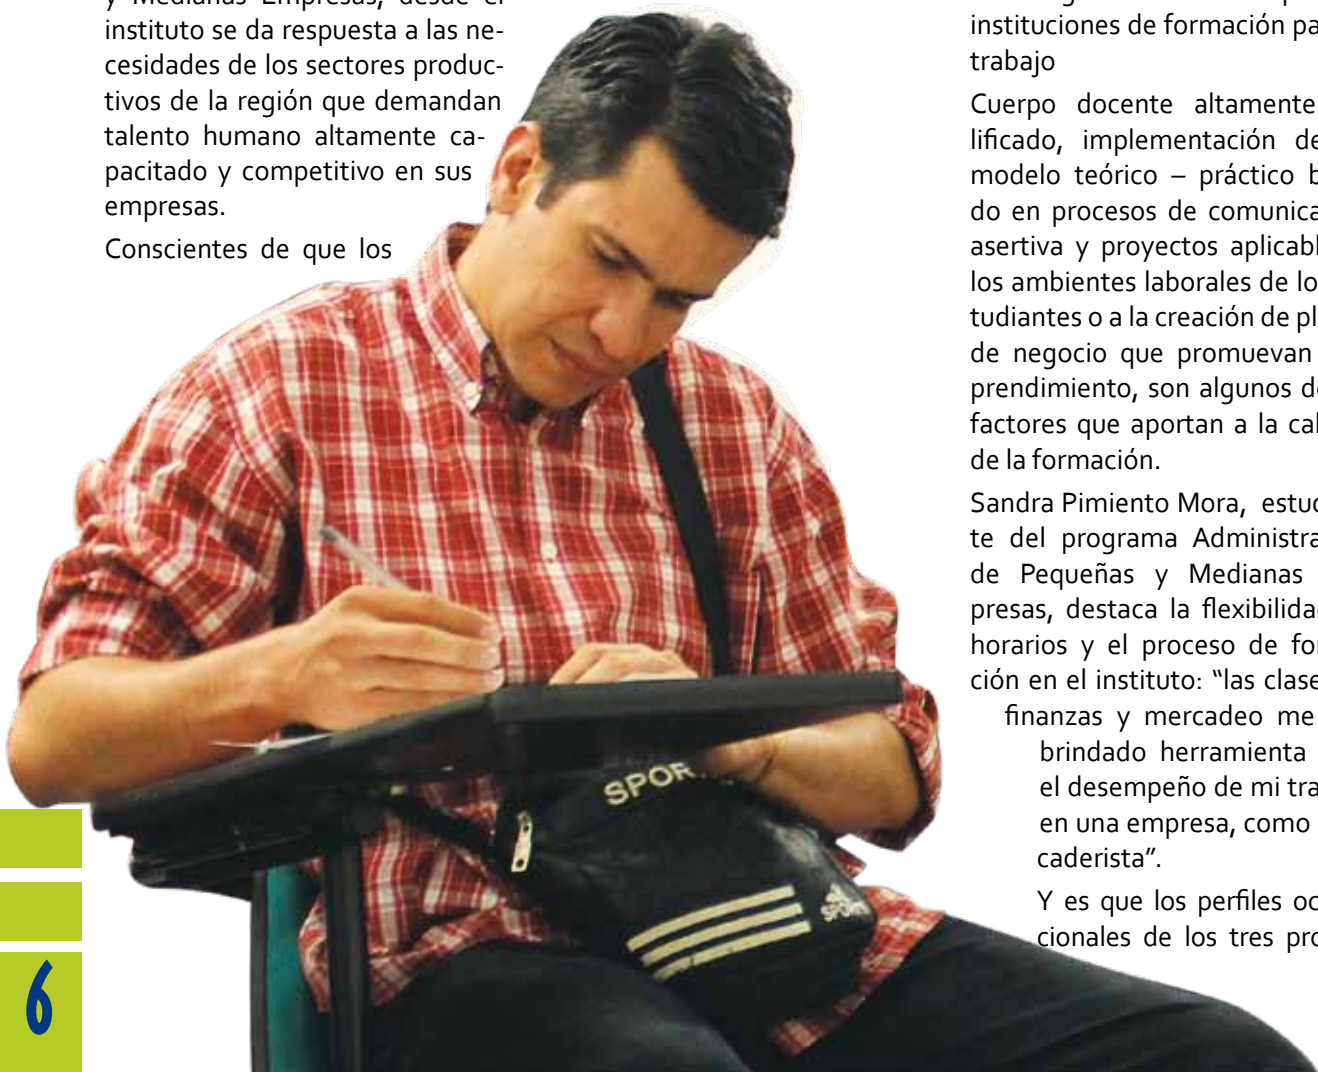 y Medianas Empresas, desde el
instituto se da respuesta a las ne-
cesidades de los sectores produc-
tivos de la región que demandan
talento humano altamente ca-
pacitado y competitivo en sus
empresas.
Conscientes de que los
instituciones de formación pa
trabajo
Cuerpo docente altamente
lificado, implementación de
modelo teórico – práctico b
do en procesos de comunica
asertiva y proyectos aplicabl
los ambientes laborales de lo
tudiantes o a la creación de pl
de negocio que promuevan
prendimiento, son algunos de
factores que aportan a la cal
de la formación.
Sandra Pimiento Mora, estud
te del programa Administra
de Pequeñas y Medianas
presas, destaca la flexibilidad
horarios y el proceso de for
ción en el instituto: “las clase
finanzas y mercadeo me
brindado herramienta
el desempeño de mi tra
en una empresa, como
caderista”.
Y es que los perfiles oc
cionales de los tres pro
SPOR
SPORT
6